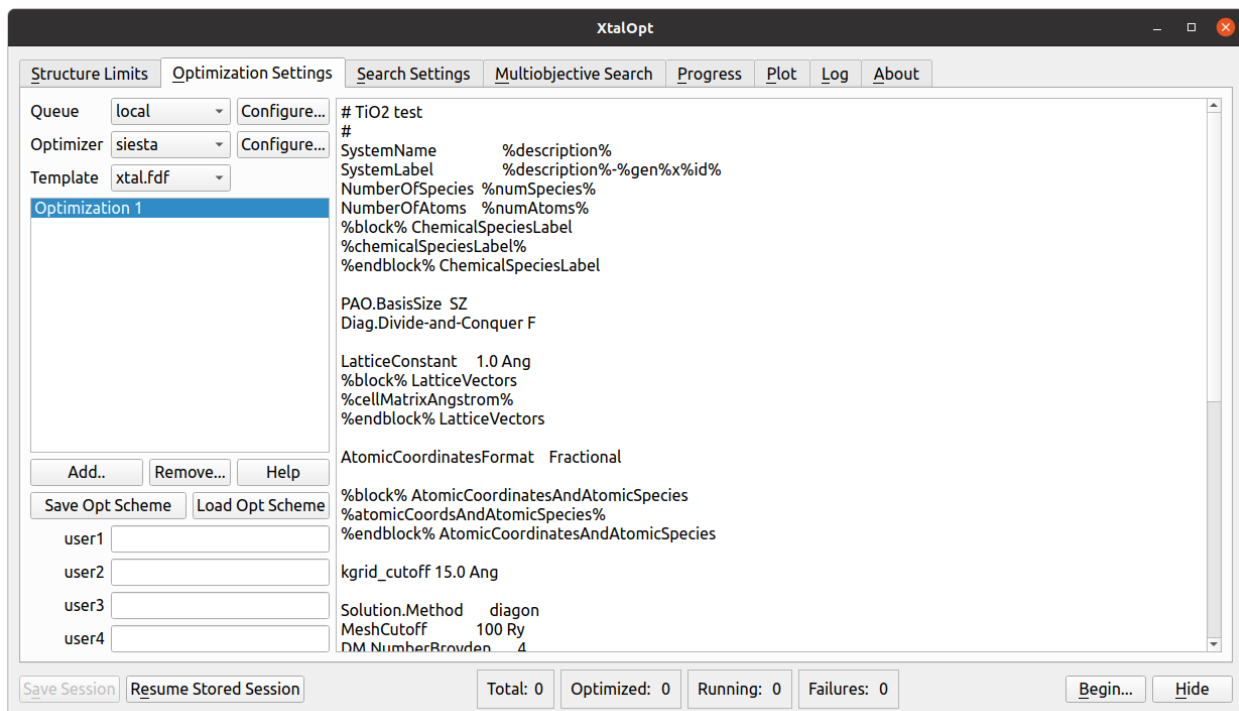 XtalOpt
Structure Limits Optimization Settings Search Settings Multiobjective Search Progress Plot Log About
Queue local Configure...
Optimizer siesta Configure...
Template xtal.fdf
Optimization 1
Add.. Remove... Help
Save Opt Scheme Load Opt Scheme
user1
user2
user3
user4
# TiO2 test
#
SystemName %description%
SystemLabel %description%-%gen%x%id%
NumberOfSpecies %numSpecies%
NumberOfAtoms %numAtoms%
%block% ChemicalSpeciesLabel
%chemicalSpeciesLabel%
%endblock% ChemicalSpeciesLabel
PAO.BasisSize SZ
Diag.Divide-and-Conquer F
LatticeConstant 1.0 Ang
%block% LatticeVectors
%cellMatrixAngstrom%
%endblock% LatticeVectors
AtomicCoordinatesFormat Fractional
%block% AtomicCoordinatesAndAtomicSpecies
%atomicCoordsAndAtomicSpecies%
%endblock% AtomicCoordinatesAndAtomicSpecies
kgrid_cutoff 15.0 Ang
Solution.Method diagon
MeshCutoff 100 Ry
DM.NumberBroyden 4
Save Session Resume Stored Session Total: 0 Optimized: 0 Running: 0 Failures: 0 Begin... Hide